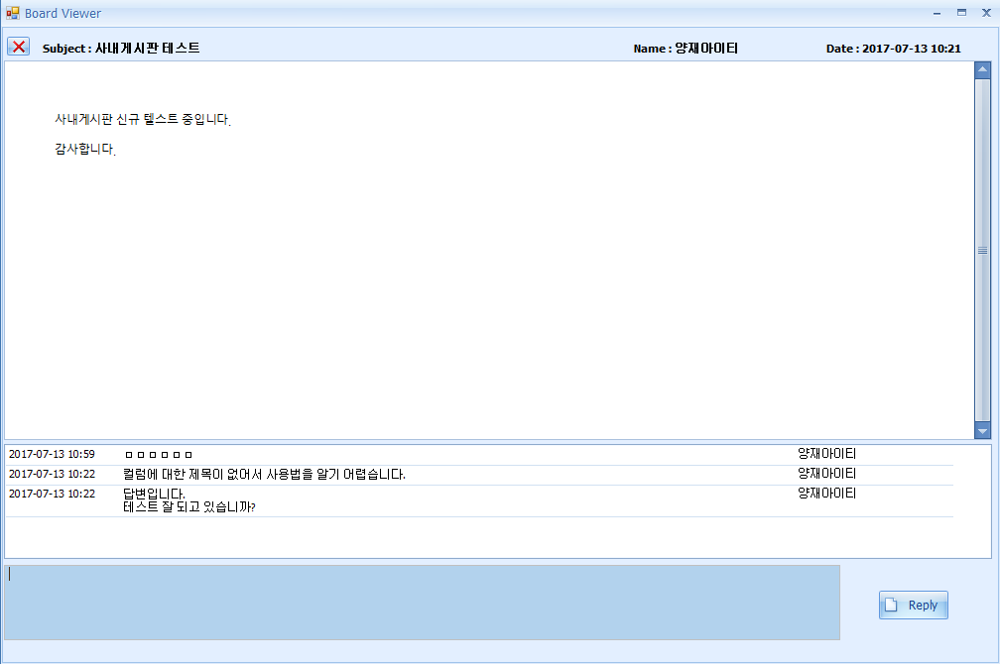 Board Viewer
Subject : 사내게시판 테스트 Name : 양재아이티 Date : 2017-07-13 10:21
사내게시판 신규 텔스트 중입니다.
감사합니다.
2017-07-13 10:59 ㅁㅁㅁㅁㅁㅁ 양재아이티
2017-07-13 10:22 컬럼에 대한 제목이 없어서 사용법을 알기 어렵습니다. 양재아이티
2017-07-13 10:22 답변입니다. 양재아이티
테스트 잘 되고 있습니까?
Reply